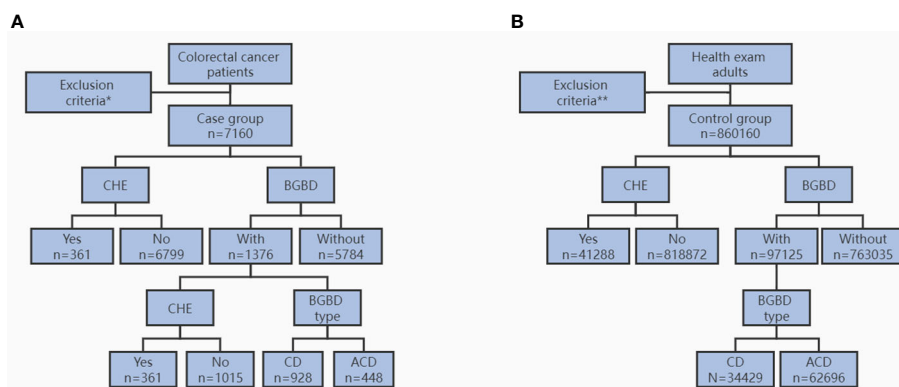 A
Colorectal cancer
patients
Exclusion
criteria*
Case group
n=7160
CHE
BGBD
Yes
n=361
No
n=6799
With
n=1376
Without
n=5784
CHE
BGBD
type
Yes
n=361
No
n=1015
CD
n=928
ACD
n=448
B
Health exam
adults
Exclusion
criteria**
Control group
n=860160
CHE
BGBD
Yes
n=41288
No
n=818872
With
n=97125
Without
n=763035
BGBD
type
CD
N=34429
ACD
n=62696